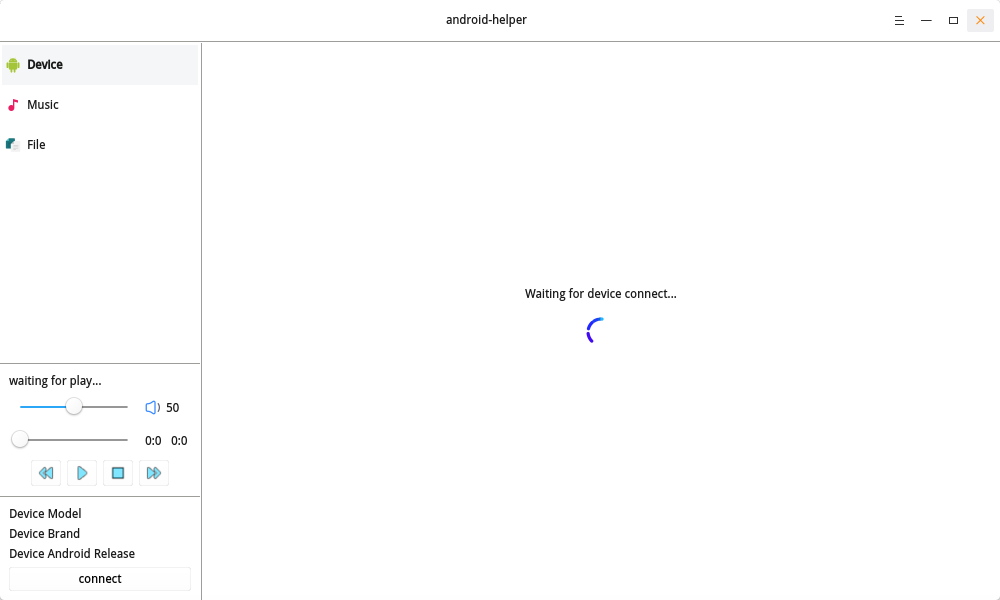 android-helper
Device
Music
File
Waiting for device connect...
waiting for play...
50
0:0 0:0
Device Model
Device Brand
Device Android Release
connect